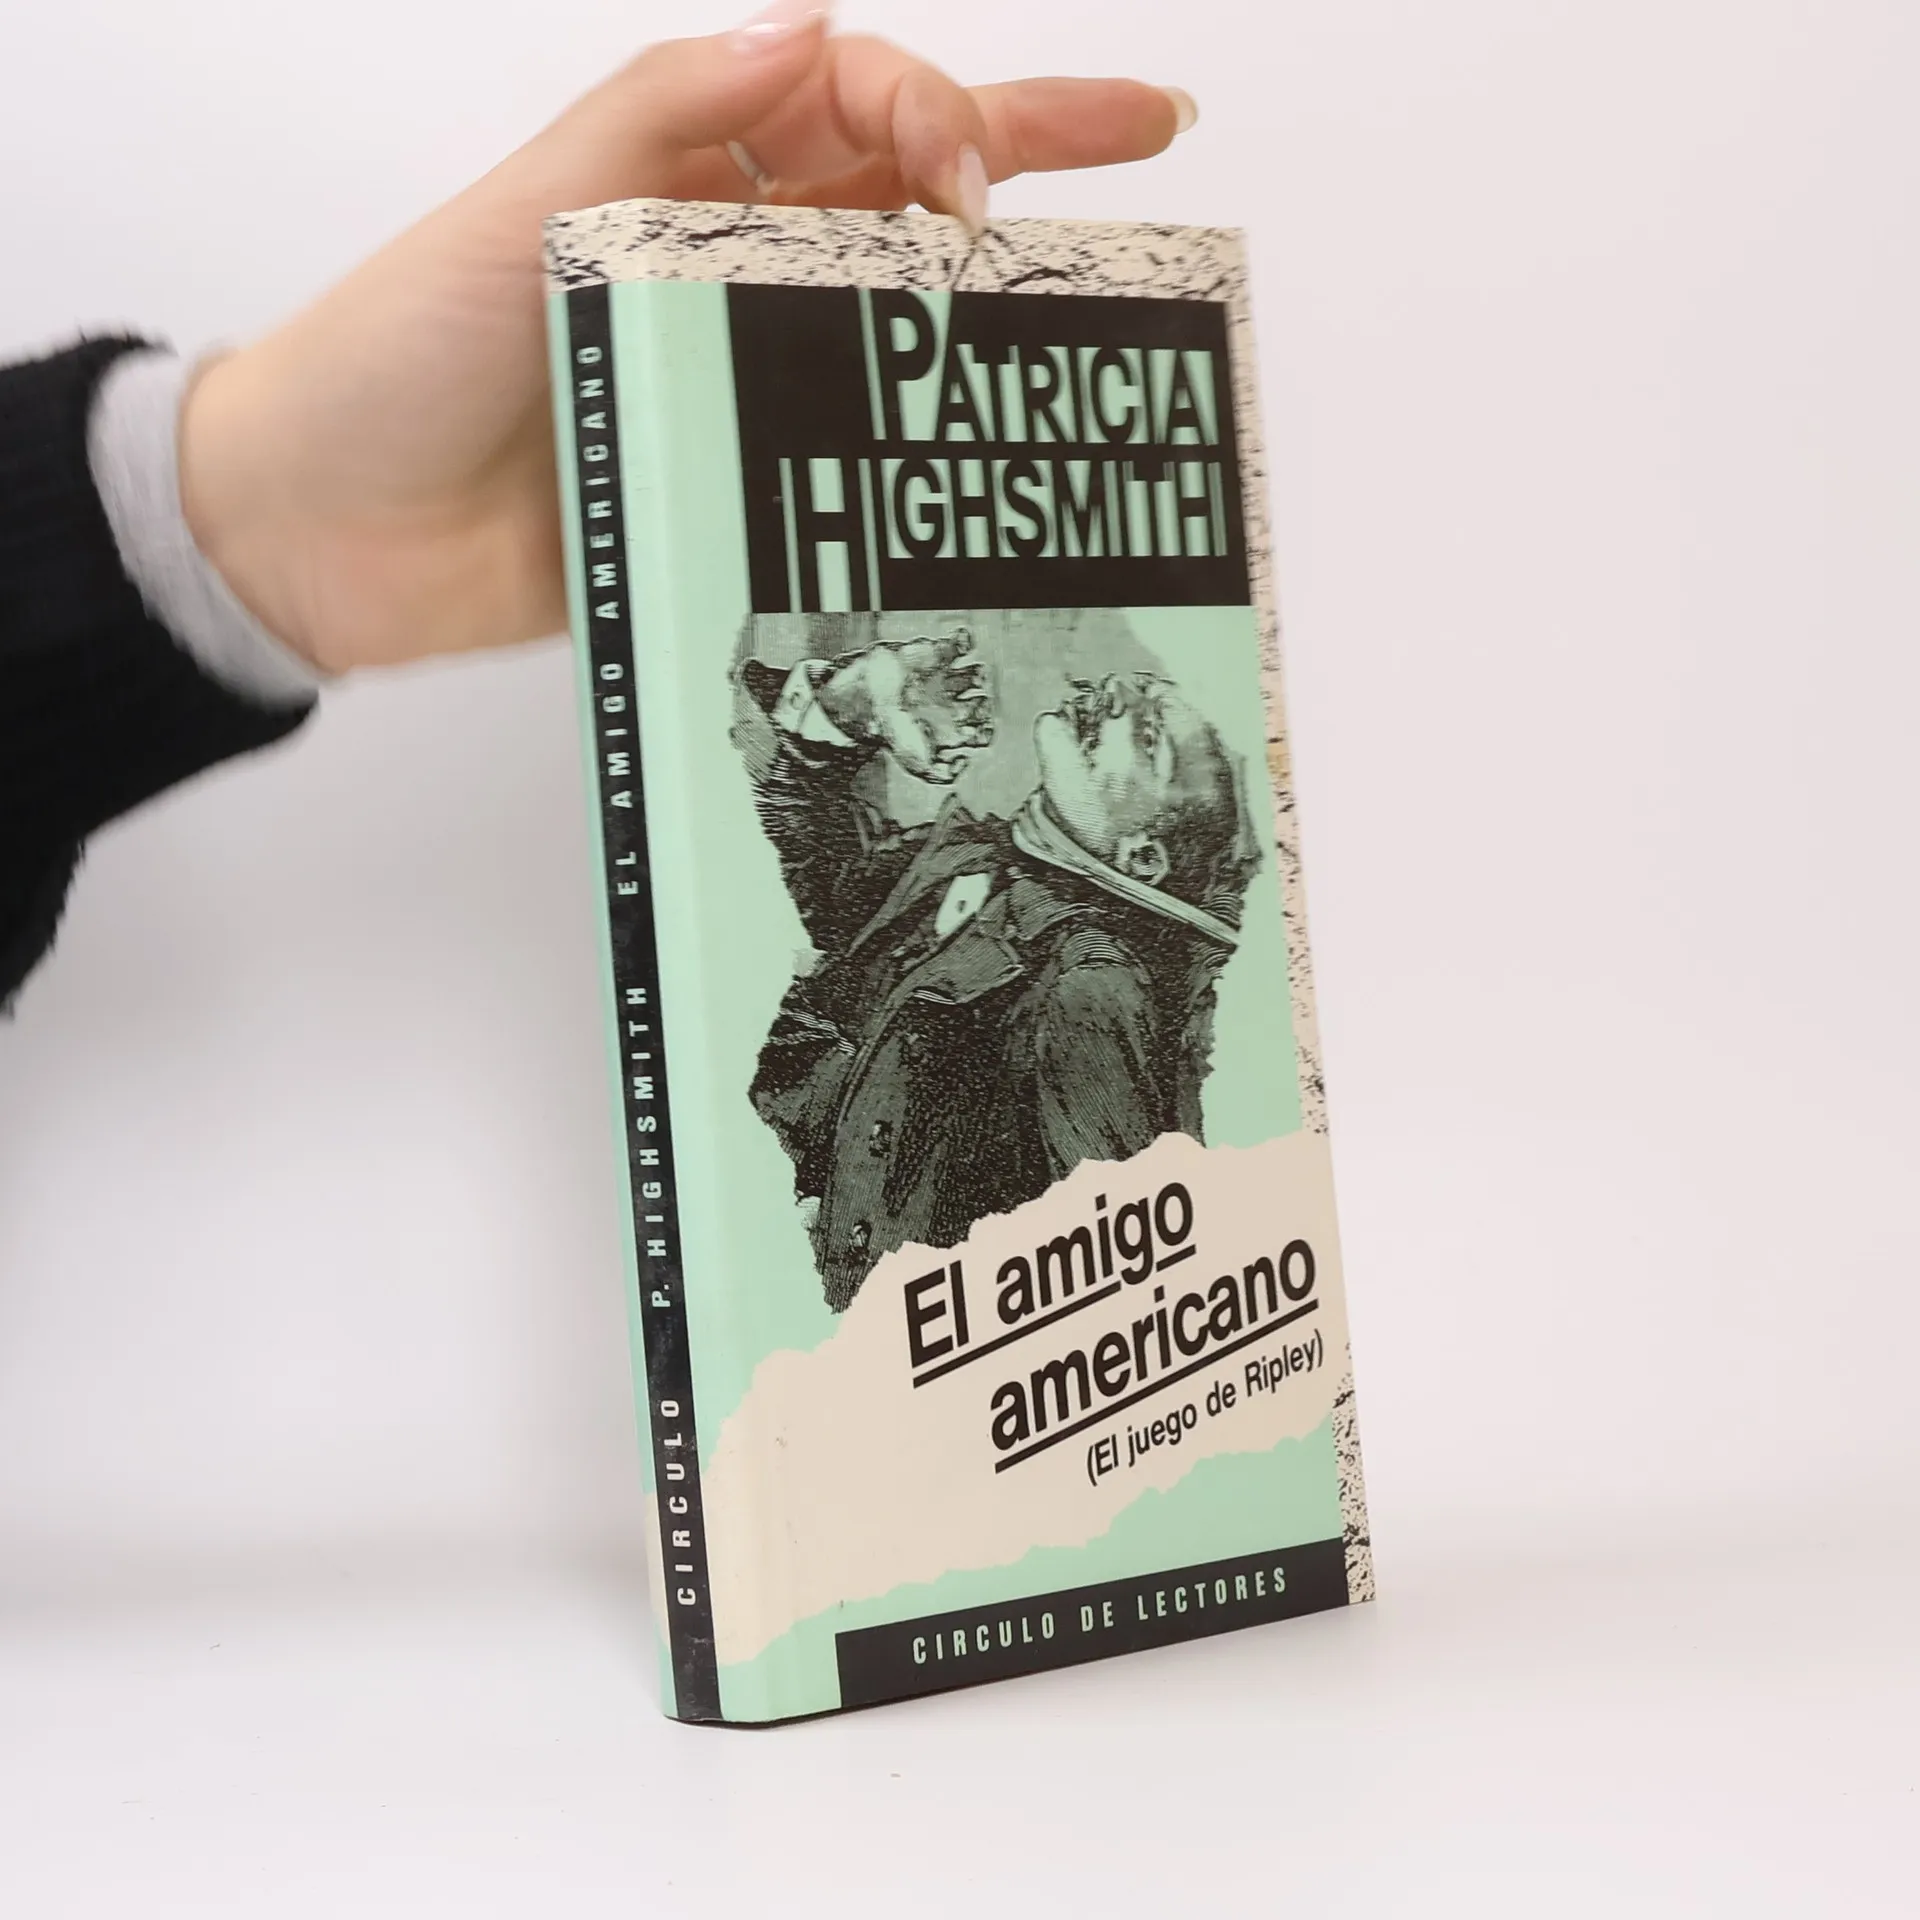 PATRICIA
HIGHSMITH
El amigo
americano
(El juego de Ripley)
CIRCULO DE LECTORES
CIRCULO P. HIGHSMITH EL AMIGO AMERICANO